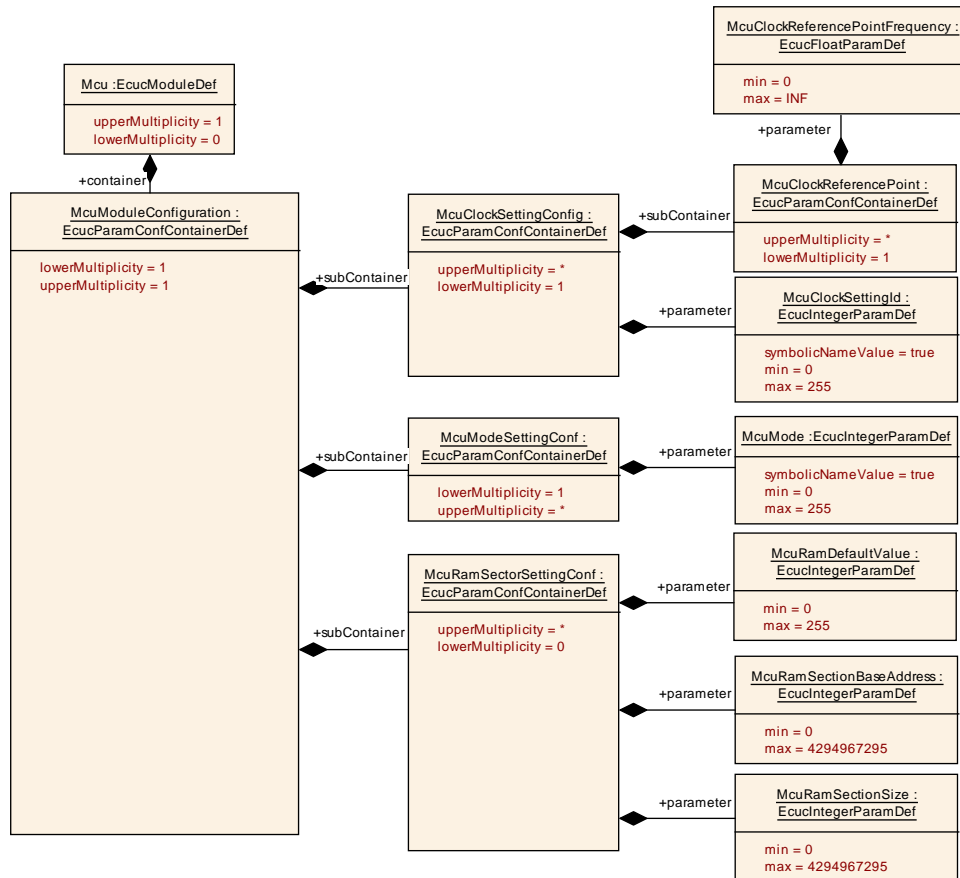 McuClockReferencePointFrequency :
EcucFloatParamDef
min = 0
max = INF
Mcu :EcucModuleDef
upperMultiplicity = 1
lowerMultiplicity = 0
+parameter
+container
McuModuleConfiguration :
EcucParamConfContainerDef
lowerMultiplicity = 1
upperMultiplicity = 1
+subContainer
McuClockSettingConfig :
EcucParamConfContainerDef
upperMultiplicity = *
lowerMultiplicity = 1
+subContainer
McuClockReferencePoint :
EcucParamConfContainerDef
upperMultiplicity = *
lowerMultiplicity = 1
+parameter
McuClockSettingId :
EcucIntegerParamDef
symbolicNameValue = true
min = 0
max = 255
+subContainer
McuModeSettingConf :
EcucParamConfContainerDef
lowerMultiplicity = 1
upperMultiplicity = *
+parameter
McuMode :EcucIntegerParamDef
symbolicNameValue = true
min = 0
max = 255
+subContainer
McuRamSectorSettingConf :
EcucParamConfContainerDef
upperMultiplicity = *
lowerMultiplicity = 0
+parameter
McuRamDefaultValue :
EcucIntegerParamDef
min = 0
max = 255
+parameter
McuRamSectionBaseAddress :
EcucIntegerParamDef
min = 0
max = 4294967295
+parameter
McuRamSectionSize :
EcucIntegerParamDef
min = 0
max = 4294967295